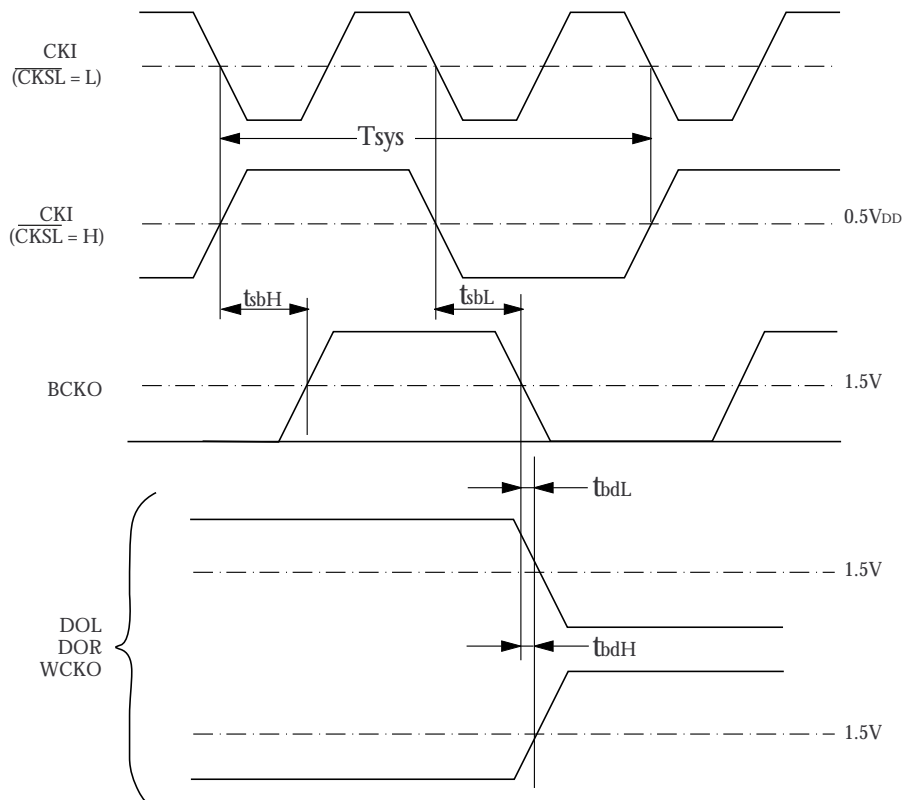 CKI
(CKSL = L)
Tsys
CKI
(CKSL = H)
0.5VDD
tsbH
tsbL
BCKO
1.5V
tbdL
1.5V
DOL
DOR
WCKO
tbdH
1.5V